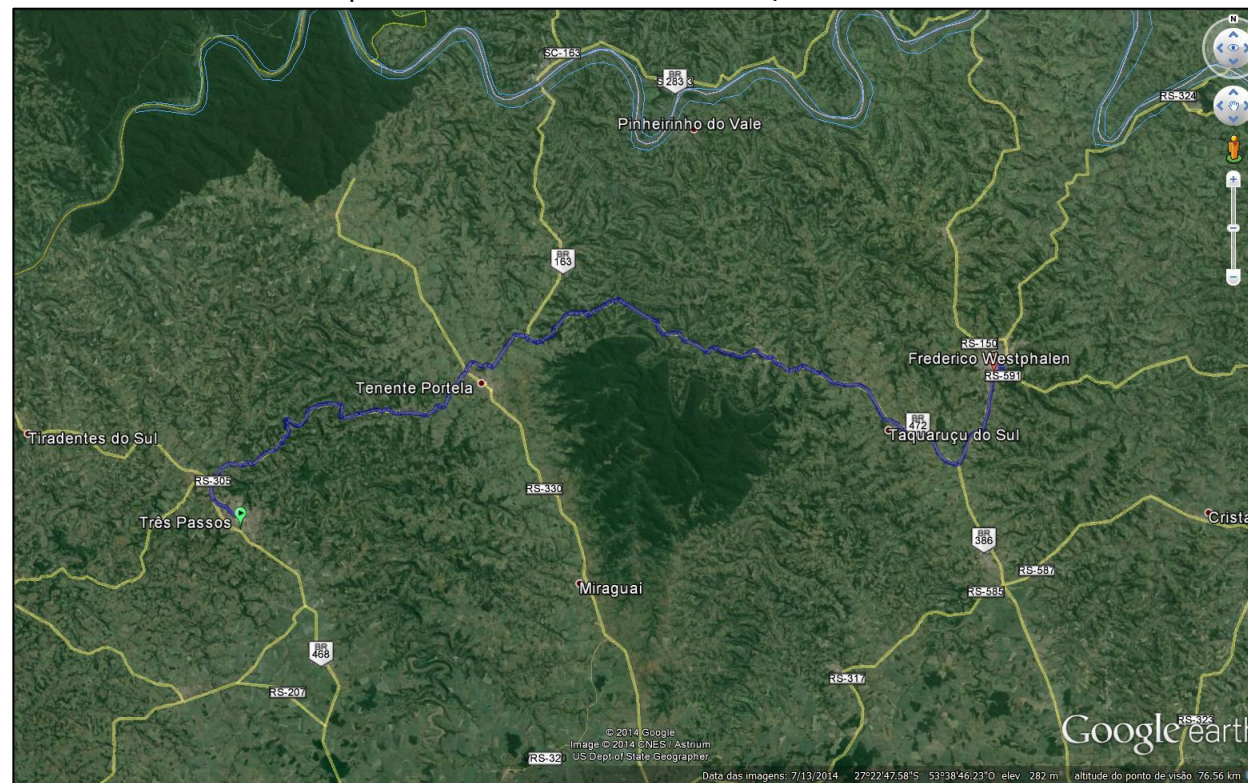 N
SC-163
BR
283
RS-324
Pinheirinho do Vale
BR
163
RS-150
Frederico Westphalen
RS-591
Tenente Portela
BR
472
Taquaruçu do Sul
Tiradentes do Sul
RS-305
RS-330
Três Passos
Crista
BR
386
RS-587
Miraguaí
RS-585
BR
468
RS-317
RS-207
RS-323
Google earth
© 2014 Google
Image © 2014 CNES / Astrium
US Dept of State Geographer
Data das imagens: 7/13/2014 27°22'47.58"S 53°38'46.23"O elev 282 m altitude do ponto de visão 76.56 km